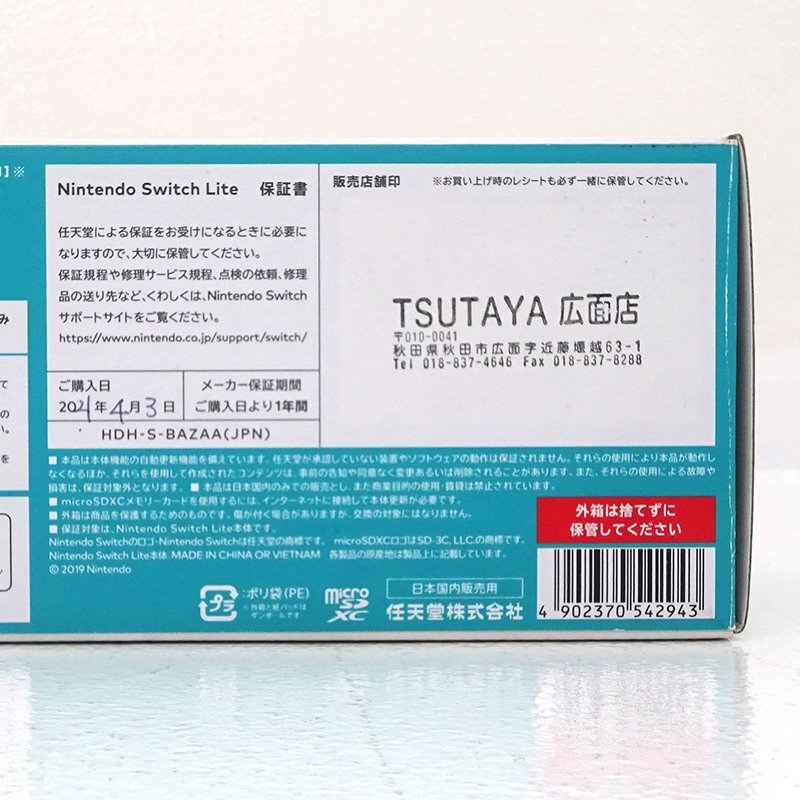 】※
Nintendo Switch Lite 保証書
任天堂による保証をお受けになるときに必要に
なりますので、大切に保管してください。
保証規程や修理サービス規程、点検の依頼、修理
品の送り先など、くわしくは、Nintendo Switch
サポートサイトをご覧ください。
https://www.nintendo.co.jp/support/switch/
ご購入日
メーカー保証期間
2021年4月3日
ご購入日より1年間
HDH-S-BAZAA(JPN)
販売店舗印 ※お買い上げ時のレシートも必ず一緒に保管してください。
TSUTAYA 広面店
〒010-0041
秋田県秋田市広面字近藤堰越63-1
Tel 018-837-4646 Fax 018-837-8288
み
て
の
い。
を
■本品は本体機能の自動更新機能を備えています。任天堂が承認していない装置やソフトウェアの動作は保証されません。それらの使用により本品が動作し
なくなるほか、それらを使用して作成されたコンテンツは、事前の告知や同意なく変更あるいは削除されることがあります。また、それらの使用による故障や
損害は、保証対象外となります。■本品は日本国内のみでの販売とし、また商業目的の使用・賃貸は禁止されています。
■microSDXCメモリーカードを使用するには、インターネットに接続して本体更新が必要です。
■外箱は商品を保護するためのものです。傷が付く場合がありますが、交換の対象にはなりません。
■保証対象は、Nintendo Switch Lite本体です。
Nintendo Switchのロゴ・Nintendo Switchは任天堂の商標です。 microSDXCロゴはSD-3C, LLC.の商標です。
Nintendo Switch Lite本体 MADE IN CHINA OR VIETNAM 各製品の原産地は製品上に記載しています。
© 2019 Nintendo
外箱は捨てずに
保管してください
プラ
:ポリ袋(PE)
※外箱と紙パッドは
ダンボールです
micro SD XC
日本国内販売用
任天堂株式会社
4 902370 542943